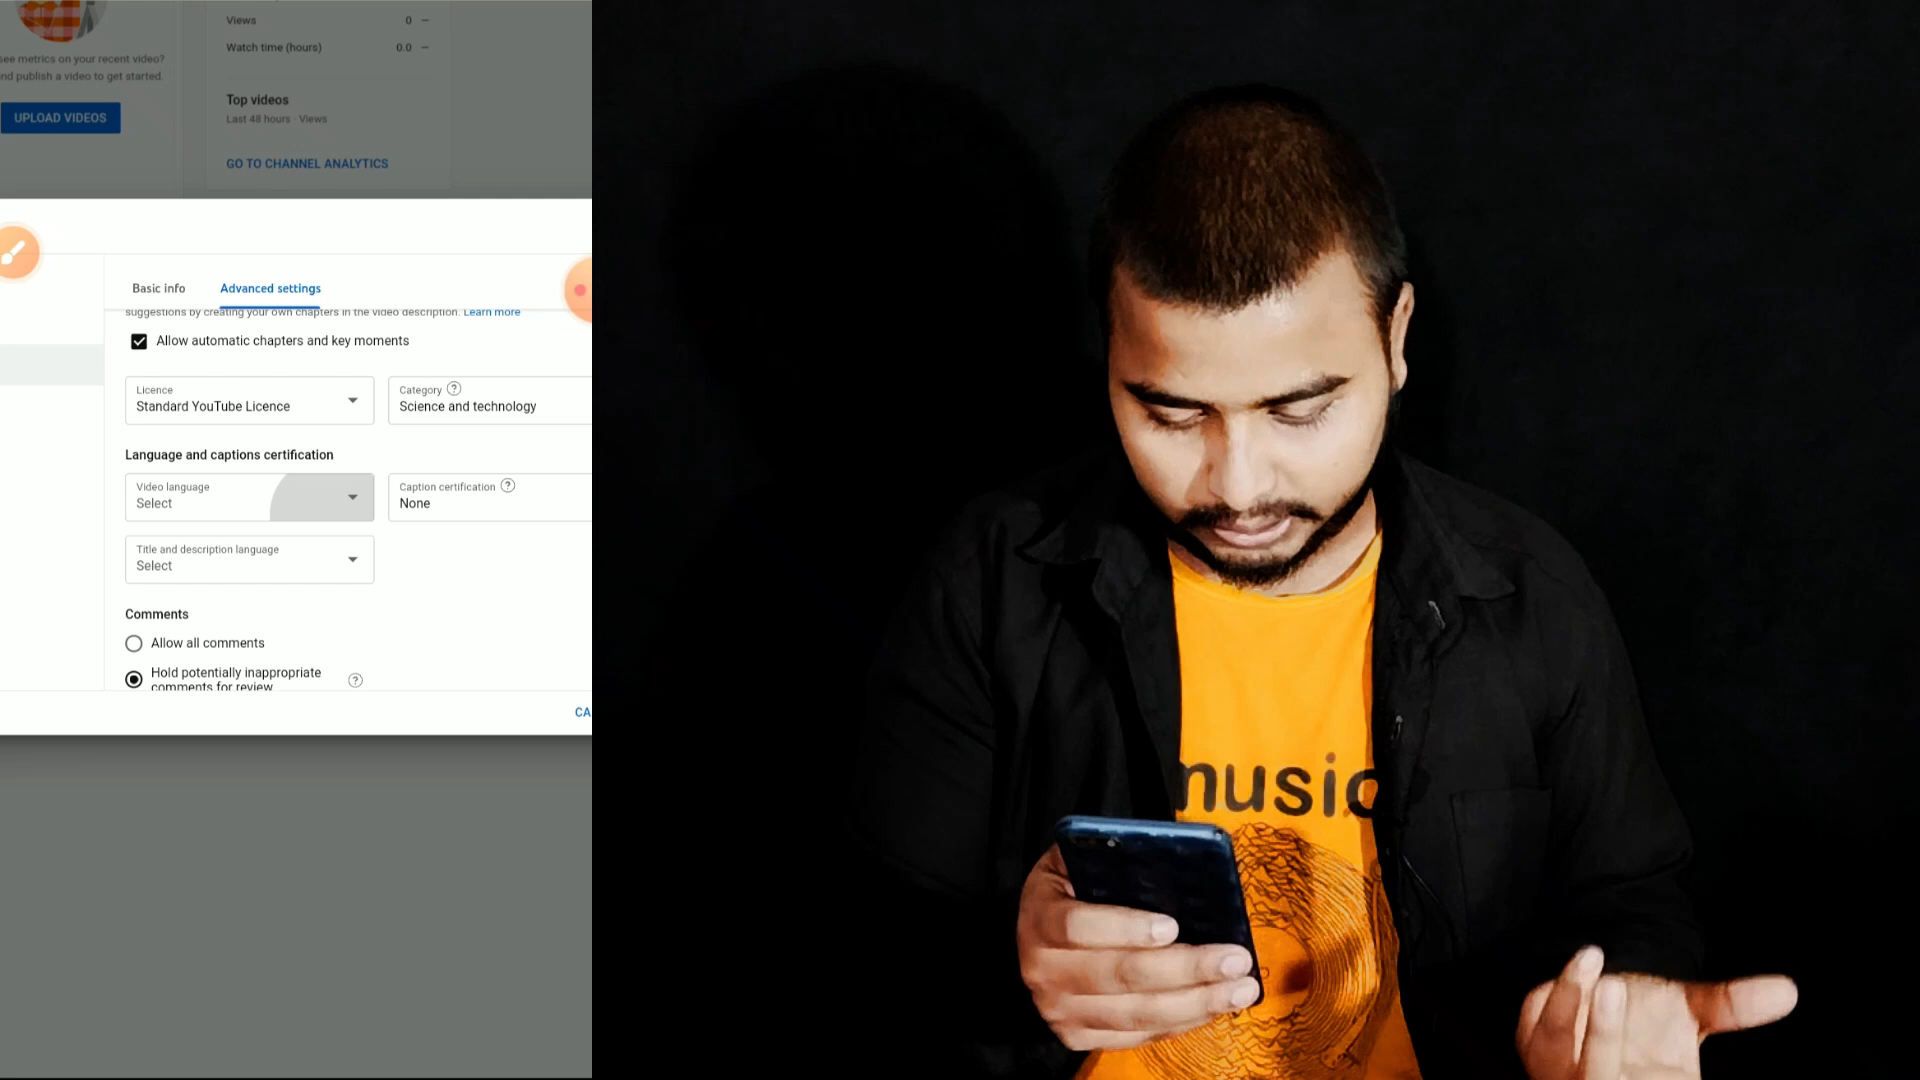 Views 0 –
see metrics on your recent video?
Watch time (hours) 0.0 –
nd publish a video to get started.
Top videos
UPLOAD VIDEOS
Last 48 hours · Views
GO TO CHANNEL ANALYTICS
Basic info Advanced settings
suggestions by creating your own chapters in the video description. Learn more
Allow automatic chapters and key moments
Licence
Standard YouTube Licence
Category ?
Science and technology
Language and captions certification
Video language
Select
Caption certification ?
None
Title and description language
Select
Comments
Allow all comments
Hold potentially inappropriate ?
comments for review
CA
music